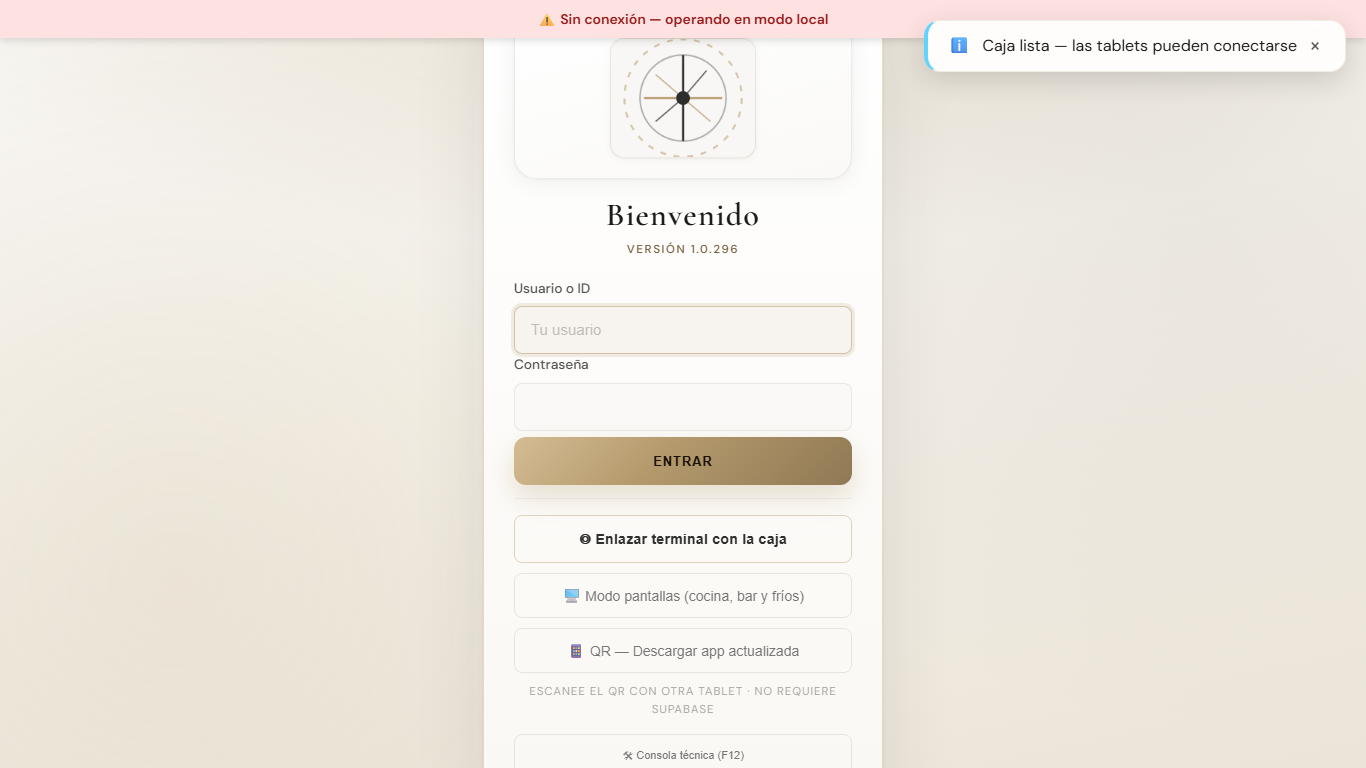 ⚠️ Sin conexión — operando en modo local
Caja lista — las tablets pueden conectarse ×
Bienvenido
VERSIÓN 1.0.296
Usuario o ID
Tu usuario
Contraseña
ENTRAR
Enlazar terminal con la caja
Modo pantallas (cocina, bar y fríos)
QR — Descargar app actualizada
ESCANEE EL QR CON OTRA TABLET · NO REQUIERE
SUPABASE
🛠 Consola técnica (F12)